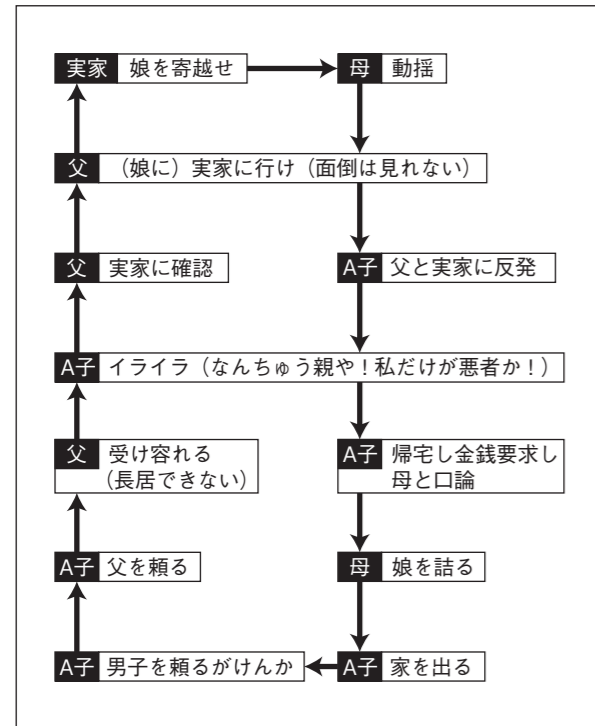 実家 娘を寄越せ
母 動揺
父 （娘に）実家に行け（面倒は見れない）
父 実家に確認
A子 父と実家に反発
A子 イライラ（なんちゅう親や！私だけが悪者か！）
父 受け容れる
（長居できない）
A子 帰宅し金銭要求し
母と口論
A子 父を頼る
母 娘を詰る
A子 男子を頼るがけんか
A子 家を出る